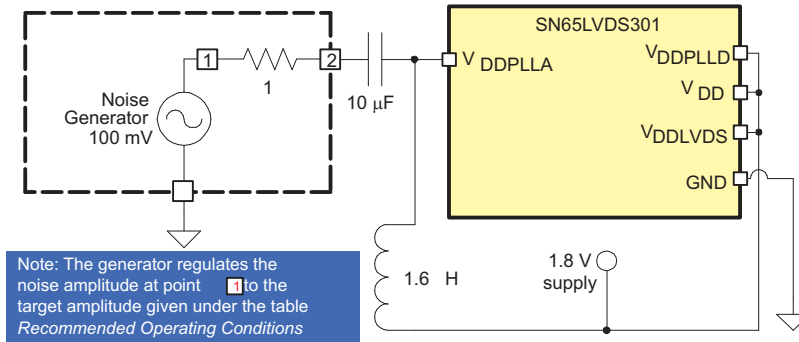 SN65LVDS301
1
2
1
10 μF
Noise
Generator
100 mV
V DDPLLA
VDDPLLD
V DD
VDDLVDS
GND
1.6 H
1.8 V
supply
Note: The generator regulates the
noise amplitude at point 1 to the
target amplitude given under the table
Recommended Operating Conditions